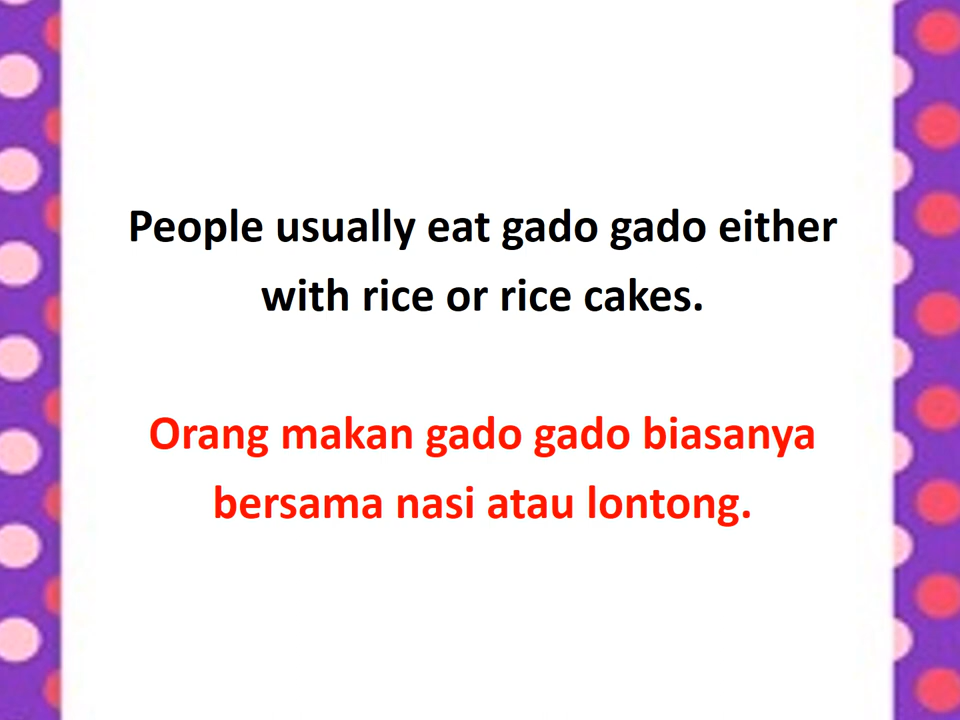 People usually eat gado gado either
with rice or rice cakes.
Orang makan gado gado biasanya
bersama nasi atau lontong.